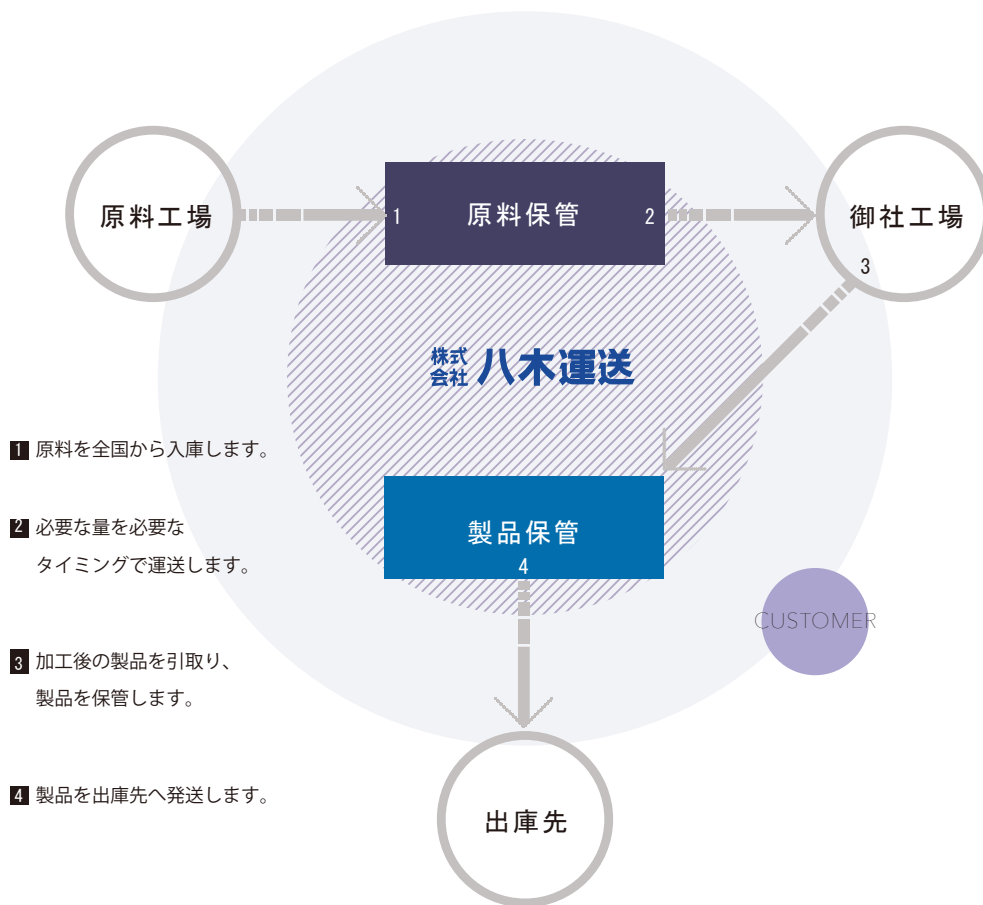 原料工場
1
原料保管
2
御社工場
3
株式
会社
八木運送
1 原料を全国から入庫します。
2 必要な量を必要な
タイミングで運送します。
製品保管
4
CUSTOMER
3 加工後の製品を引取り、
製品を保管します。
4 製品を出庫先へ発送します。
出庫先